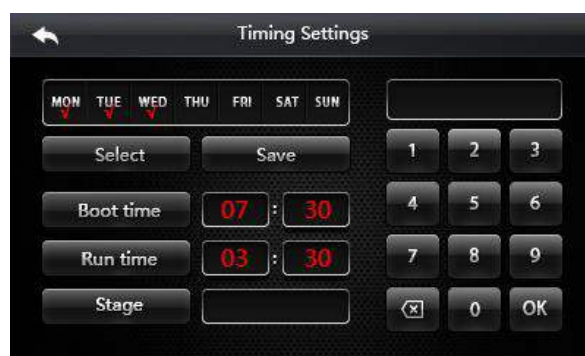 Timing Settings
MON TUE WED THU FRI SAT SUN
Select Save
Boot time 07 : 30
Run time 03 : 30
Stage
1 2 3
4 5 6
7 8 9
0 OK